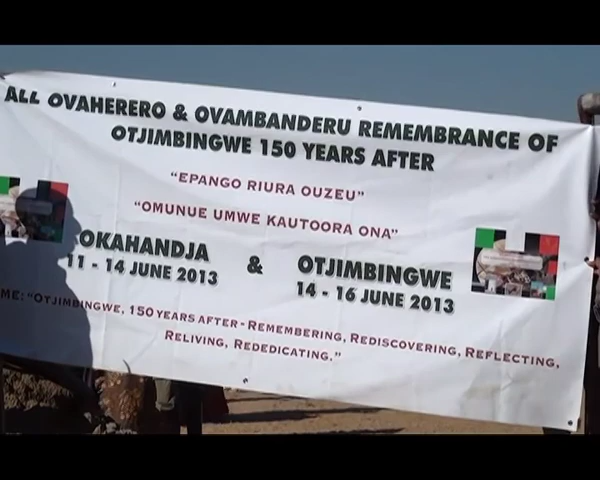 ALL OVAHERERO & OVAMBANDERU REMEMBRANCE OF
OTJIMBINGWE 150 YEARS AFTER
"EPANGO RIURA OUZEU"
"OMUNUE UMWE KAUTOORA ONA"
OKAHANDJA & OTJIMBINGWE
11 - 14 JUNE 2013 14 - 16 JUNE 2013
ME: "OTJIMBINGWE, 150 YEARS AFTER - REMEMBERING, REDISCOVERING, REFLECTING,
RELIVING, REDEDICATING."